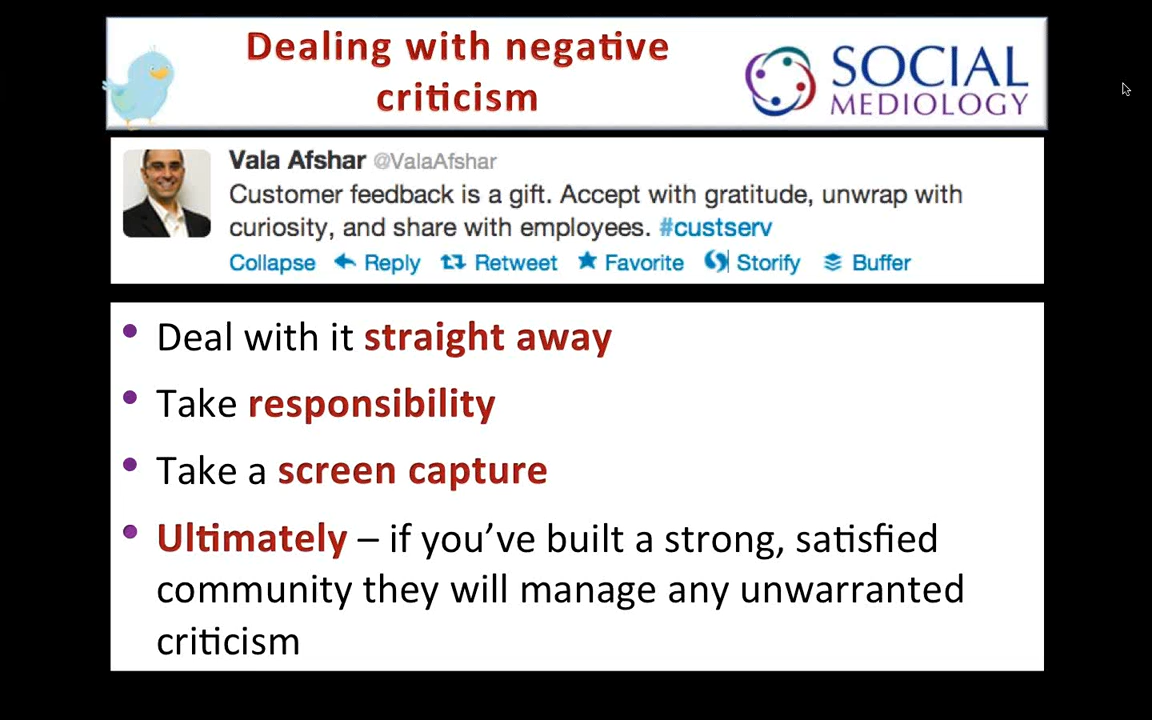 Dealing with negative
criticism
SOCIAL
MEDIOLOGY
Vala Afshar @ValaAfshar
Customer feedback is a gift. Accept with gratitude, unwrap with
curiosity, and share with employees. #custserv
Collapse Reply Retweet Favorite Storify Buffer
• Deal with it straight away
• Take responsibility
• Take a screen capture
• Ultimately – if you’ve built a strong, satisfied
community they will manage any unwarranted
criticism